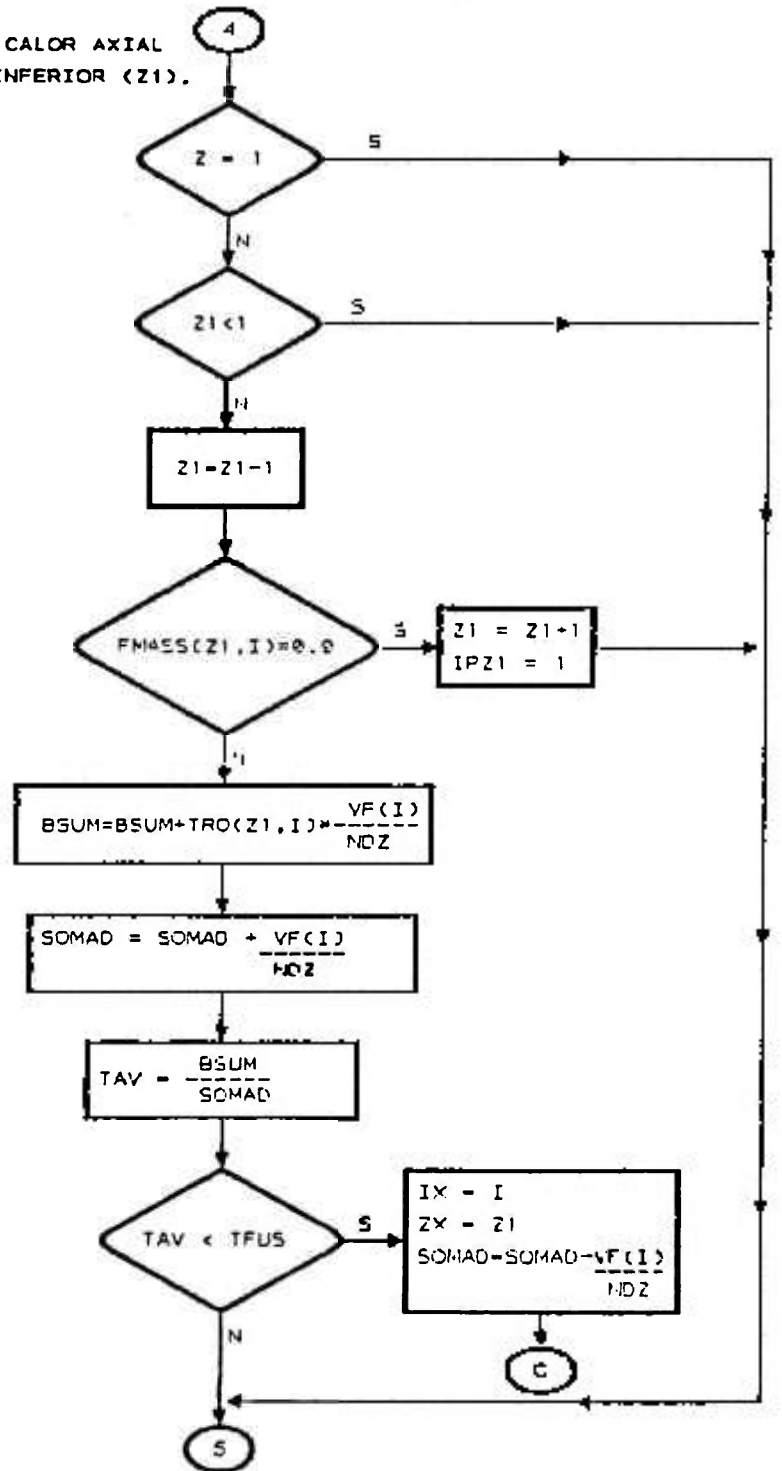 4
CALOR AXIAL
INFERIOR (Z1).
Z = 1
S
N
Z1<1
S
N
Z1=Z1-1
FMASS(Z1,I)=0.0
S
Z1 = Z1+1
IPZ1 = 1
N
BSUM=BSUM+TRO(Z1,I)*VF(I)
NDZ
SOMAD = SOMAD + VF(I)
NDZ
TAV = BSUM
SOMAD
TAV < TFUS
S
IX = I
ZX = Z1
SOMAD=SOMAD-VF(I)
NDZ
N
C
5